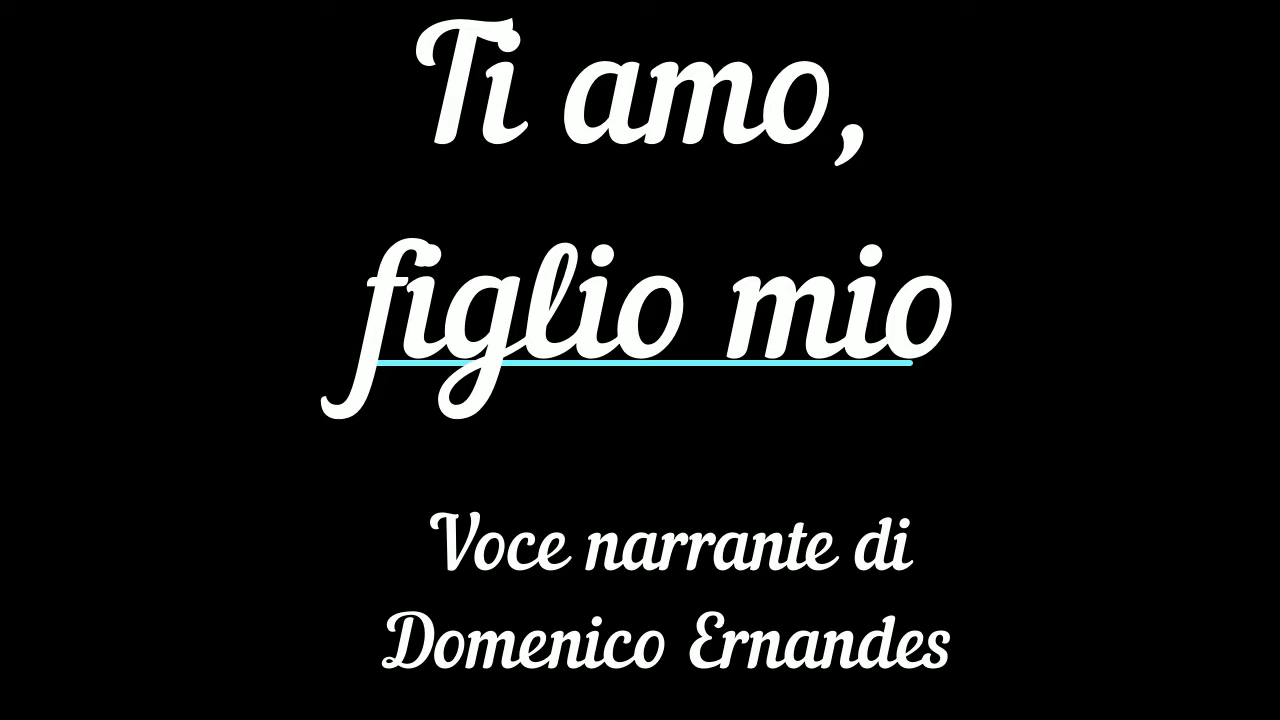 Ti amo,
figlio mio
Voce narrante di
Domenico Ernandes